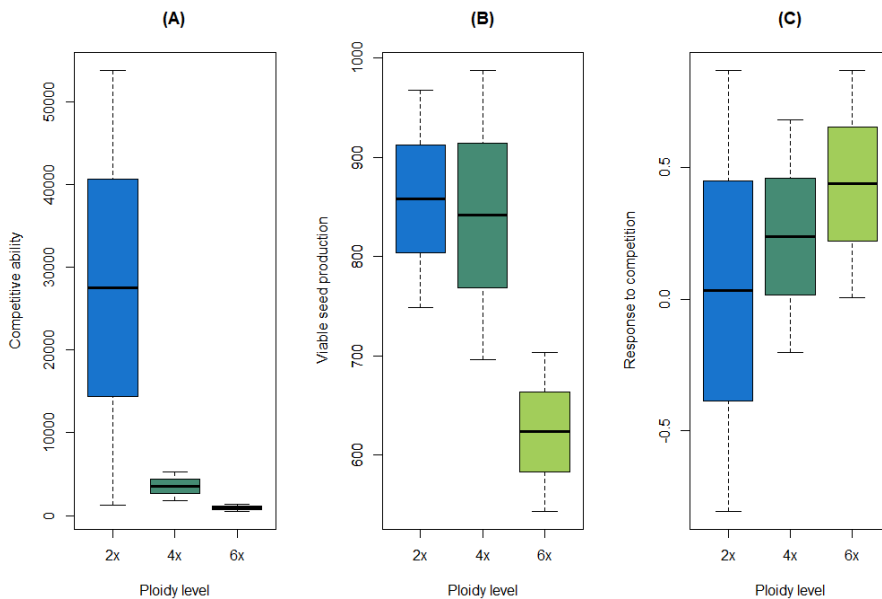 (A)
Competitive ability
50000
40000
30000
20000
10000
0
2x 4x 6x
Ploidy level
(B)
Viable seed production
1000
900
800
700
600
2x 4x 6x
Ploidy level
(C)
Response to competition
0.5
0.0
-0.5
2x 4x 6x
Ploidy level